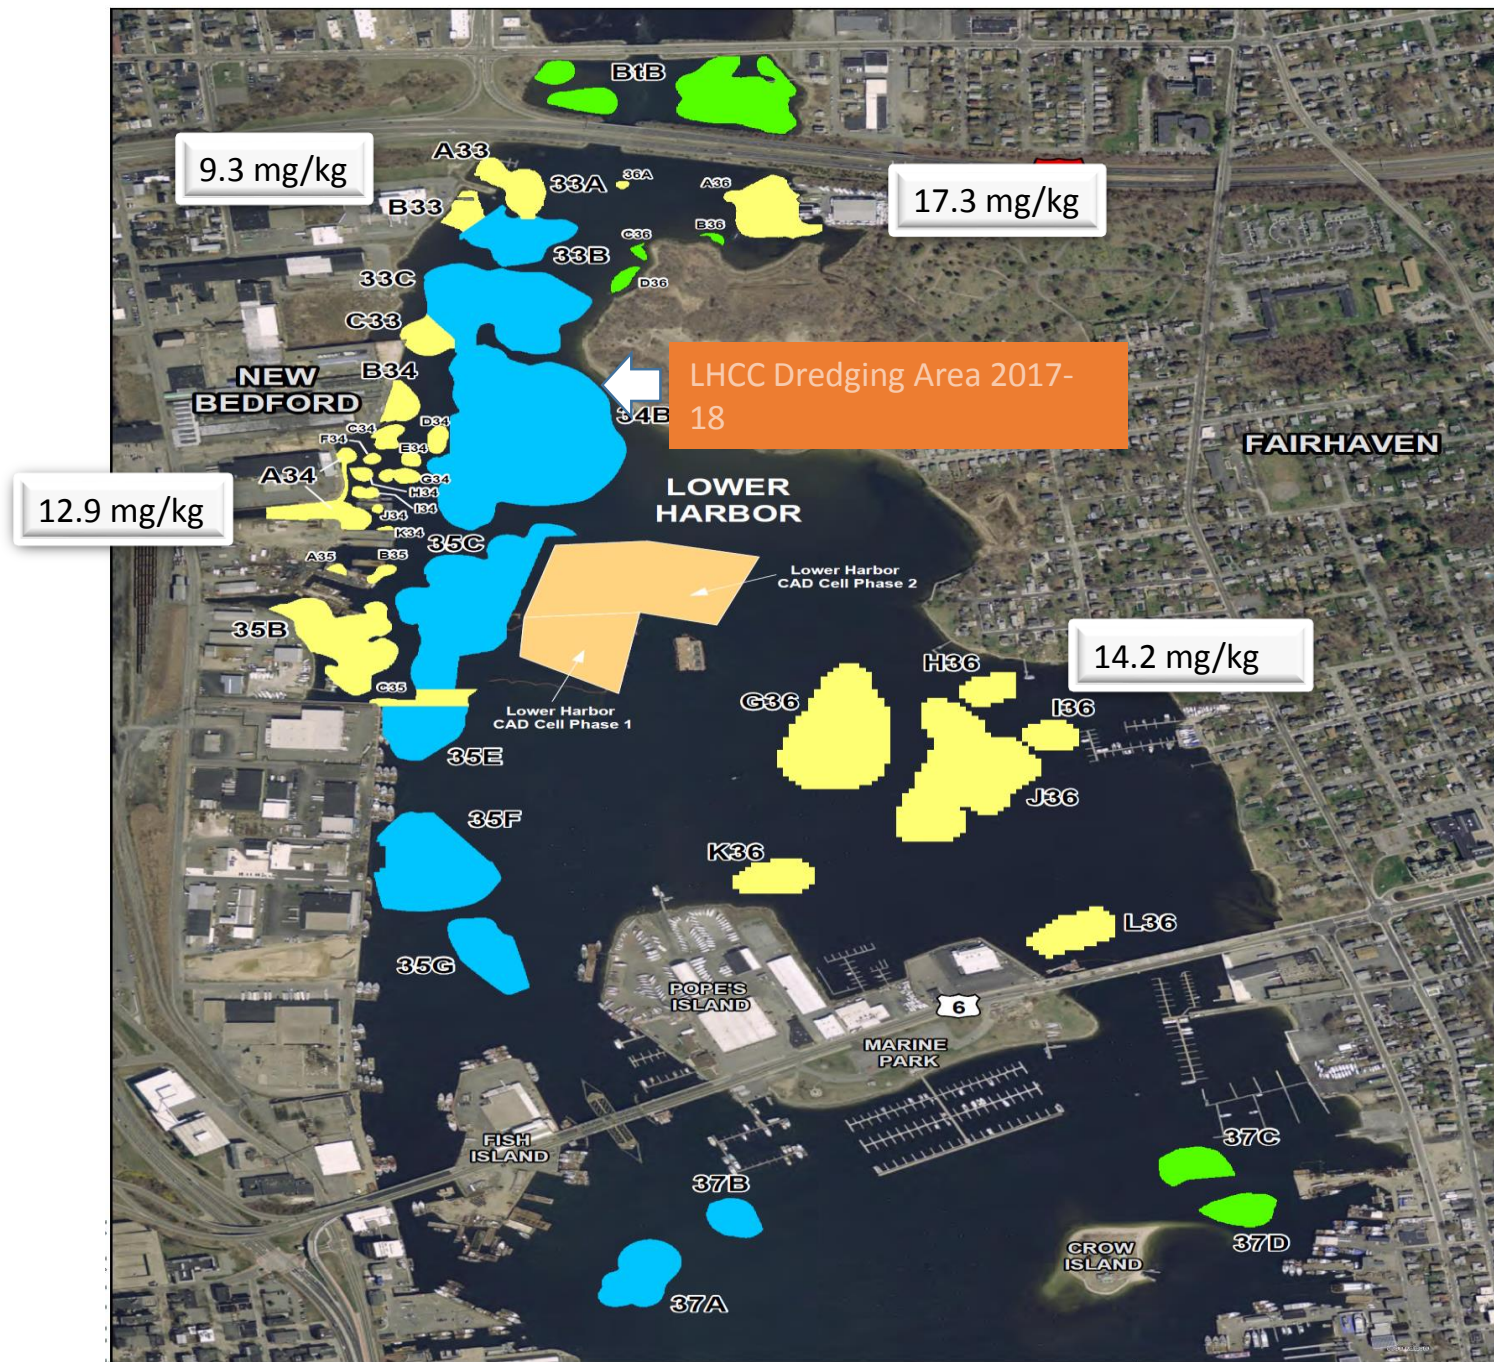 BtB
A33
9.3 mg/kg
33A
36A
A36
17.3 mg/kg
B33
C36
B36
33B
33C
D36
C33
B34
LHCC Dredging Area 2017-
18
NEW
BEDFORD
34B
C34
D34
F34
E34
FAIRHAVEN
A34
G34
H34
LOWER
HARBOR
12.9 mg/kg
I34
J34
K34
35C
A35
B35
Lower Harbor
CAD Cell Phase 2
35B
14.2 mg/kg
H36
C35
G36
I36
Lower Harbor
CAD Cell Phase 1
35E
J36
35F
K36
L36
35G
POPE'S
ISLAND
6
MARINE
PARK
FISH
ISLAND
37C
37B
37D
CROW
ISLAND
37A